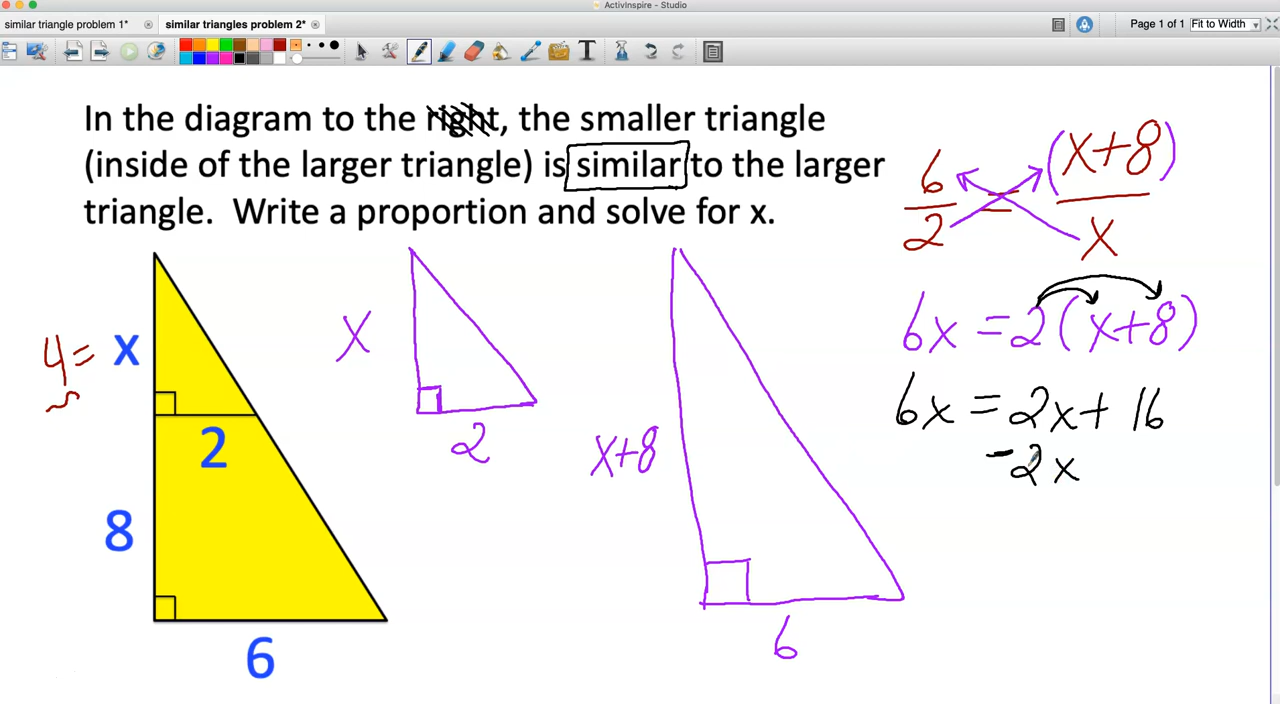 ActivInspire - Studio
similar triangle problem 1*
similar triangles problem 2*
Page 1 of 1
Fit to Width
In the diagram to the right, the smaller triangle
(inside of the larger triangle) is similar to the larger
triangle. Write a proportion and solve for x.
4 = x
2
8
6
x
2
x+8
6
6/2 = (x+8)/x
6x = 2(x+8)
6x = 2x + 16
-2x